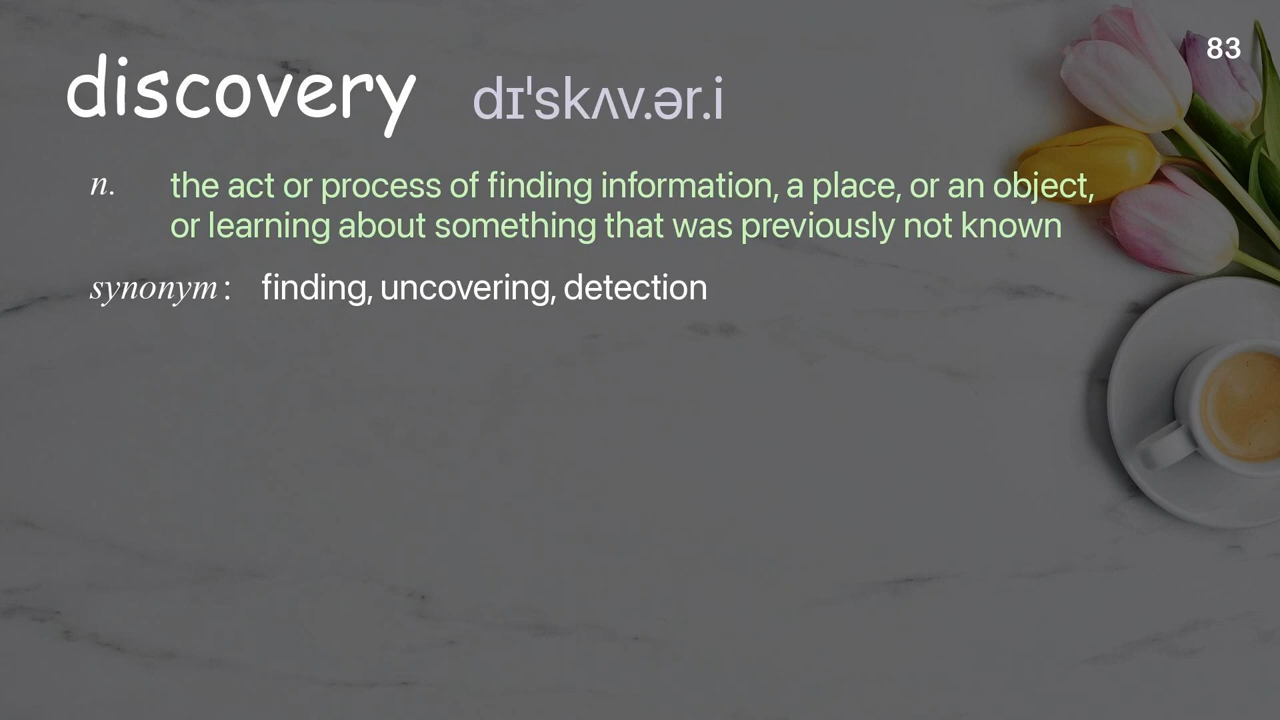 83
discovery dɪˈskʌv.ər.i
n. the act or process of finding information, a place, or an object,
or learning about something that was previously not known
synonym: finding, uncovering, detection